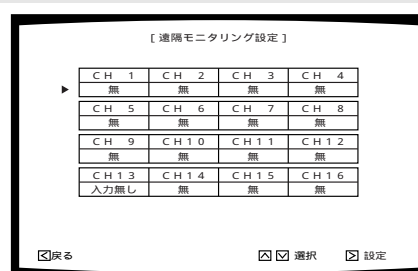 [ 遠隔モニタリング設定 ]
CH 1 CH 2 CH 3 CH 4
▶ 無 無 無 無
CH 5 CH 6 CH 7 CH 8
無 無 無 無
CH 9 CH10 CH11 CH12
無 無 無 無
CH13 CH14 CH15 CH16
入力無し 無 無 無
<戻る ∧∨ 選択 > 設定